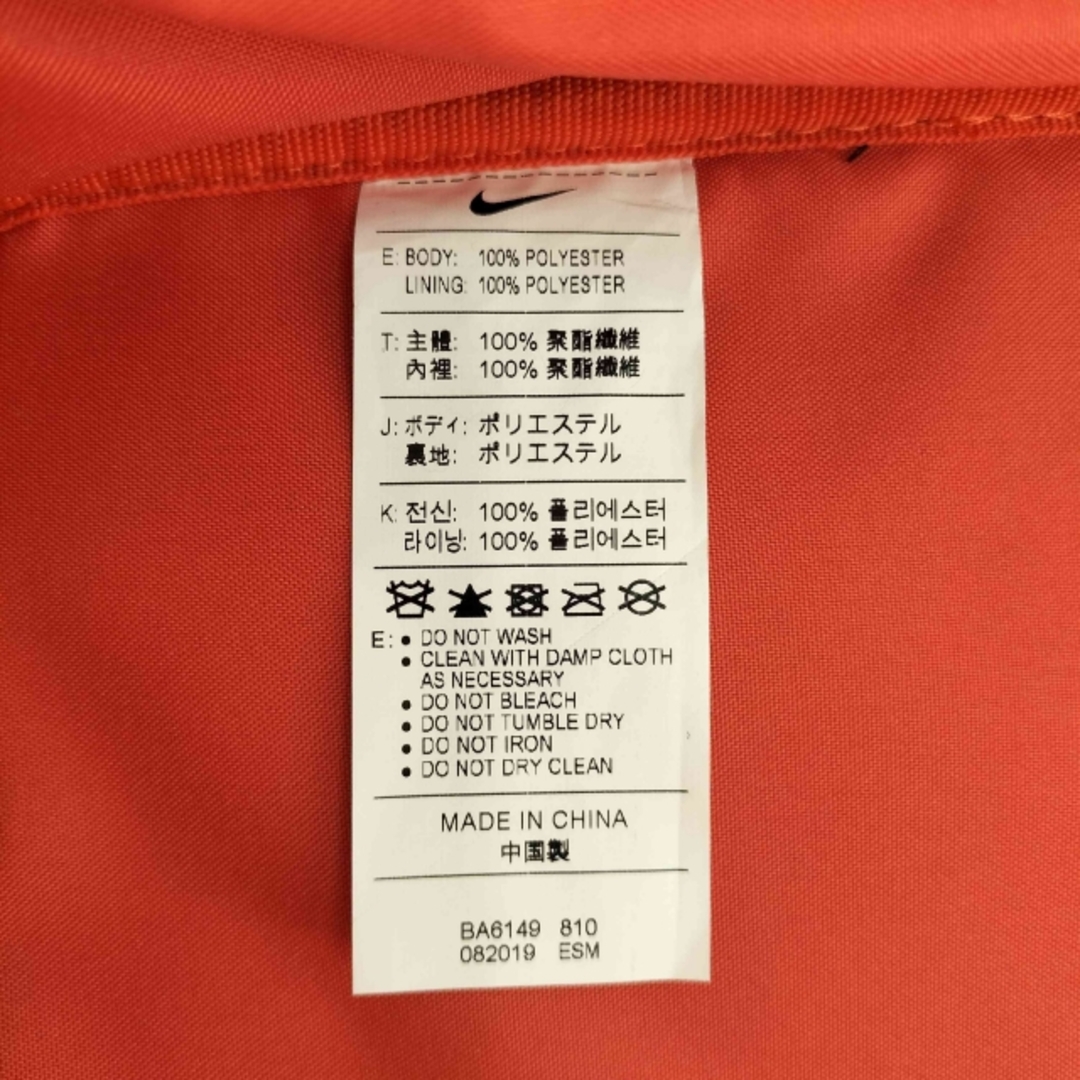 E: BODY: 100% POLYESTER
LINING: 100% POLYESTER
T: 主體: 100% 聚酯纖維
內裡: 100% 聚酯纖維
J: ボディ: ポリエステル
裏地: ポリエステル
K: 전신: 100% 폴리에스터
라이닝: 100% 폴리에스터
E: • DO NOT WASH
• CLEAN WITH DAMP CLOTH
AS NECESSARY
• DO NOT BLEACH
• DO NOT TUMBLE DRY
• DO NOT IRON
• DO NOT DRY CLEAN
MADE IN CHINA
中国製
BA6149 810
082019 ESM